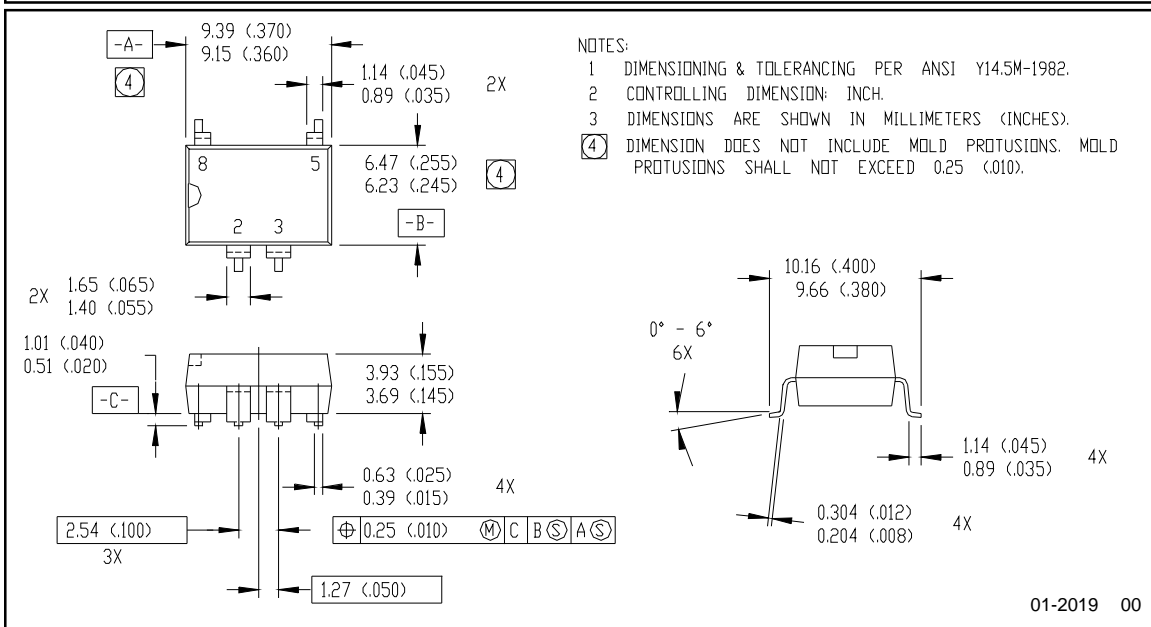 -A-
9.39 (.370)
9.15 (.360)
4
1.14 (.045)
0.89 (.035)
2X
8
5
6.47 (.255)
6.23 (.245)
4
2 3
-B-
2X
1.65 (.065)
1.40 (.055)
1.01 (.040)
0.51 (.020)
-C-
3.93 (.155)
3.69 (.145)
0.63 (.025)
0.39 (.015)
4X
2.54 (.100)
3X
⌖ 0.25 (.010) Ⓜ C B Ⓢ A Ⓢ
1.27 (.050)
NOTES:
1 DIMENSIONING & TOLERANCING PER ANSI Y14.5M-1982.
2 CONTROLLING DIMENSION: INCH.
3 DIMENSIONS ARE SHOWN IN MILLIMETERS (INCHES).
4 DIMENSION DOES NOT INCLUDE MOLD PROTUSIONS. MOLD
PROTUSIONS SHALL NOT EXCEED 0.25 (.010).
10.16 (.400)
9.66 (.380)
0° - 6°
6X
1.14 (.045)
0.89 (.035)
4X
0.304 (.012)
0.204 (.008)
4X
01-2019 00